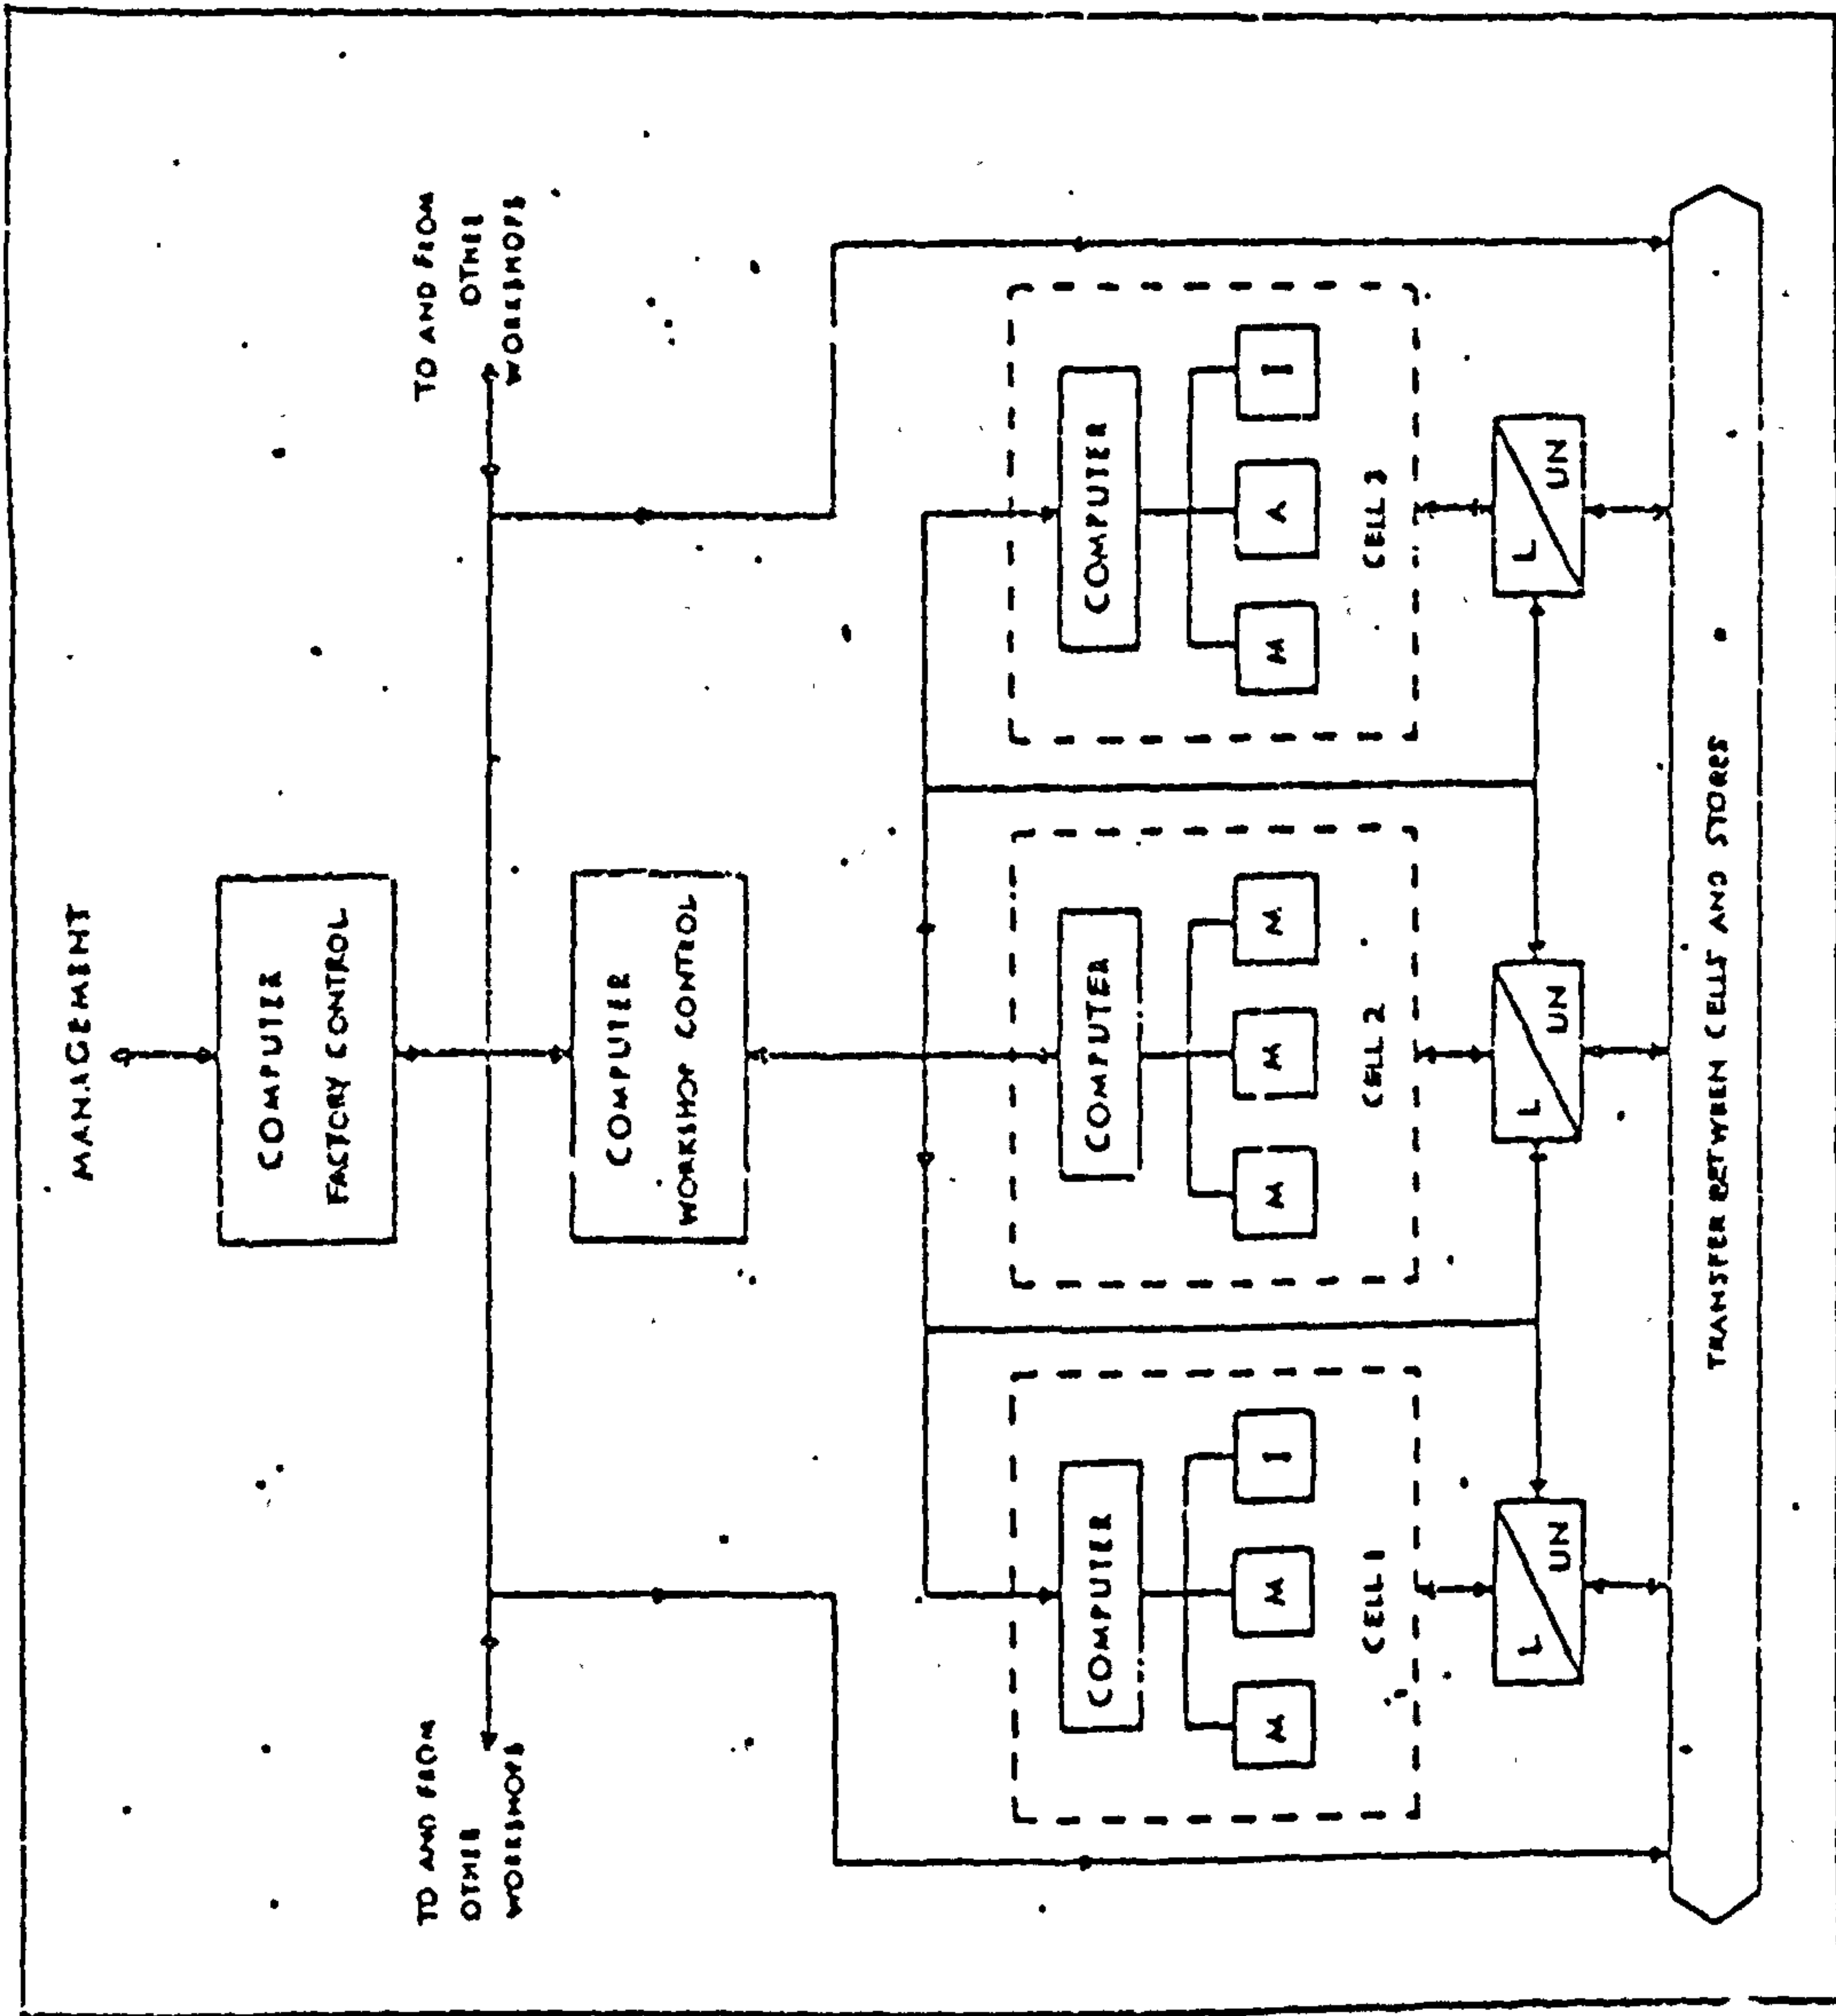 MANAGEMENT
COMPUTER
FACTORY CONTROL
TO AND FROM
OTHER
WORKSHOPS
TO AND FROM
OTHER
WORKSHOPS
COMPUTER
WORKSHOP CONTROL
COMPUTER
M M I
CELL 1
COMPUTER
M M M
CELL 2
COMPUTER
M A I
CELL 3
L UN
L UN
L UN
TRANSFER BETWEEN CELLS AND STORES